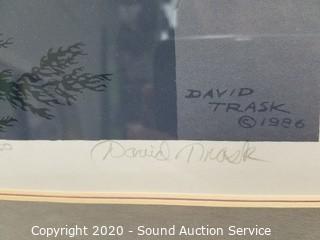 DAVID
TRASK
©1986
David Trask
Copyright 2020 - Sound Auction Service